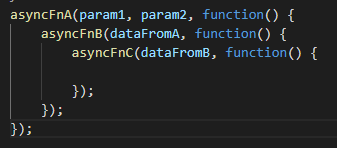 asyncFnA(param1, param2, function() {
    asyncFnB(dataFromA, function() {
        asyncFnC(dataFromB, function() {

        });
    });
});